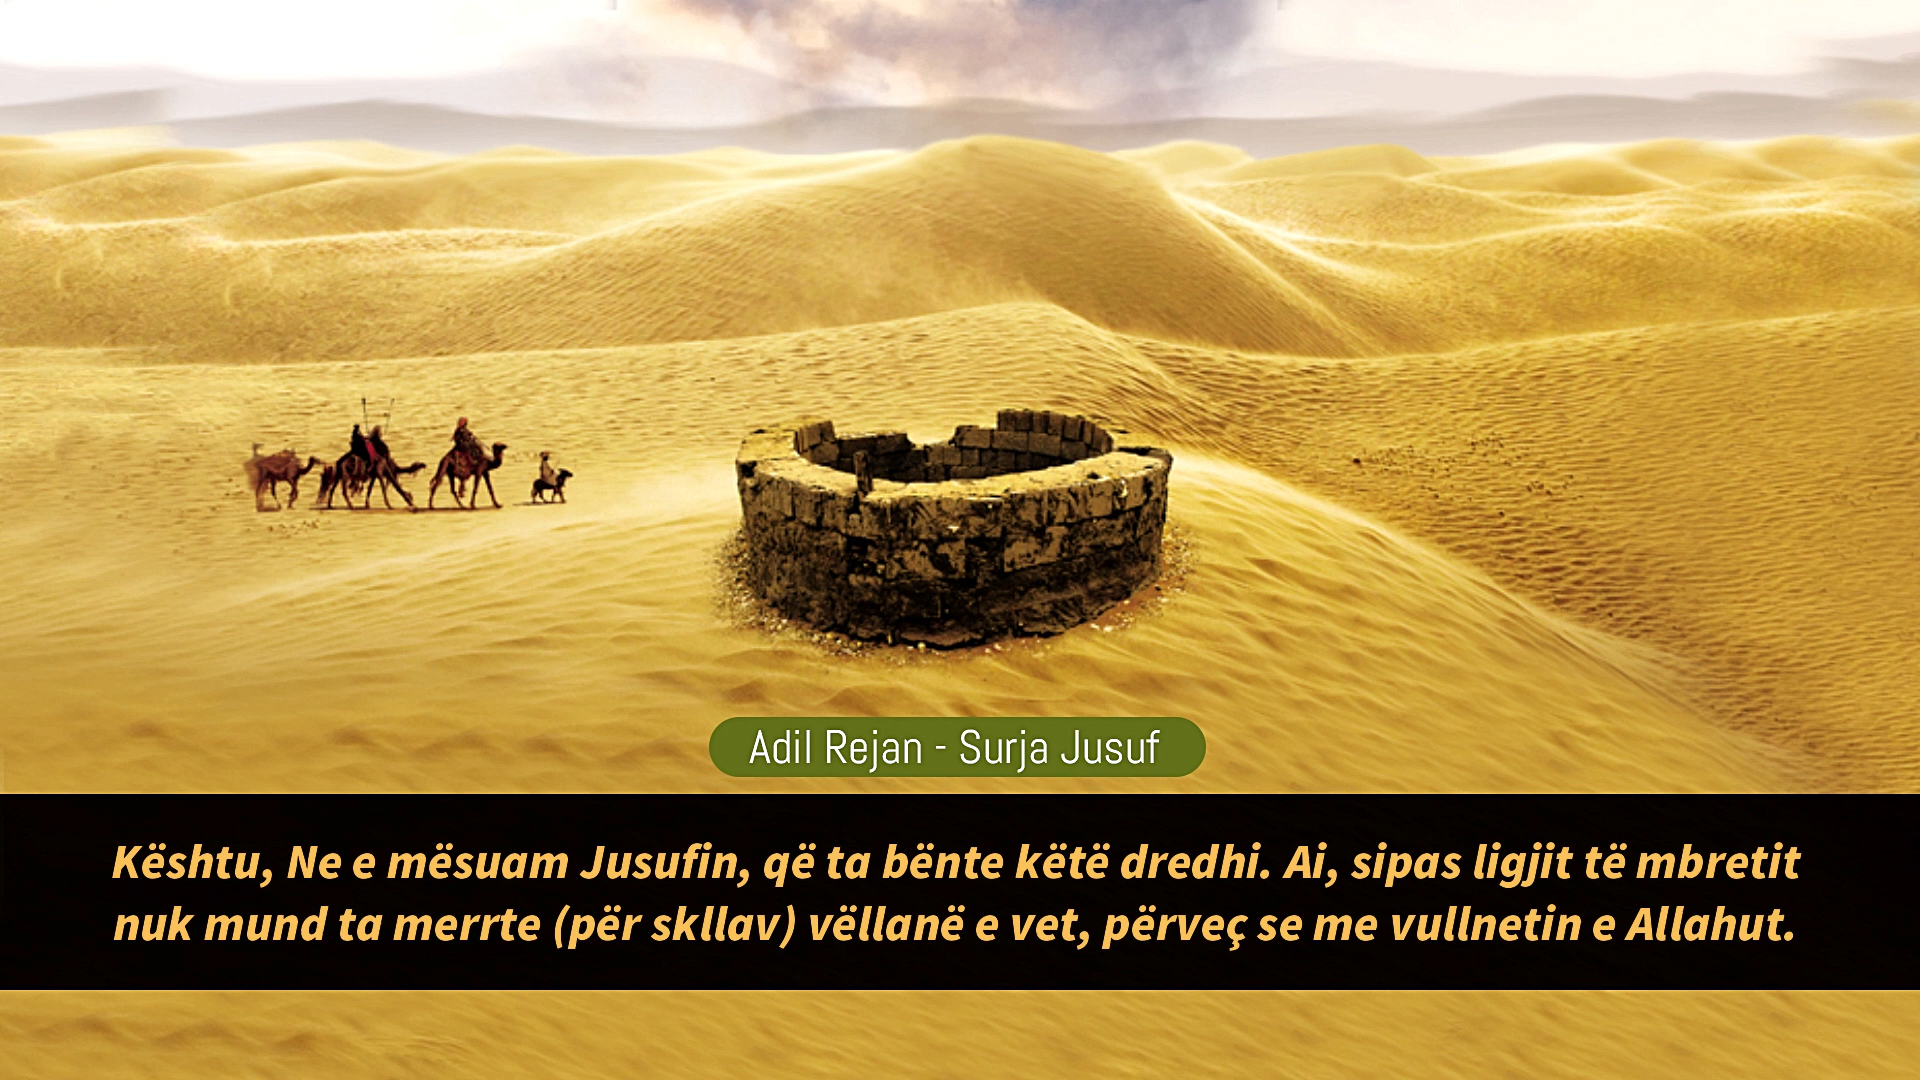 Adil Rejan - Surja Jusuf
Kështu, Ne e mësuam Jusufin, që ta bënte këtë dredhi. Ai, sipas ligjit të mbretit
nuk mund ta merrte (për skllav) vëllanë e vet, përveç se me vullnetin e Allahut.